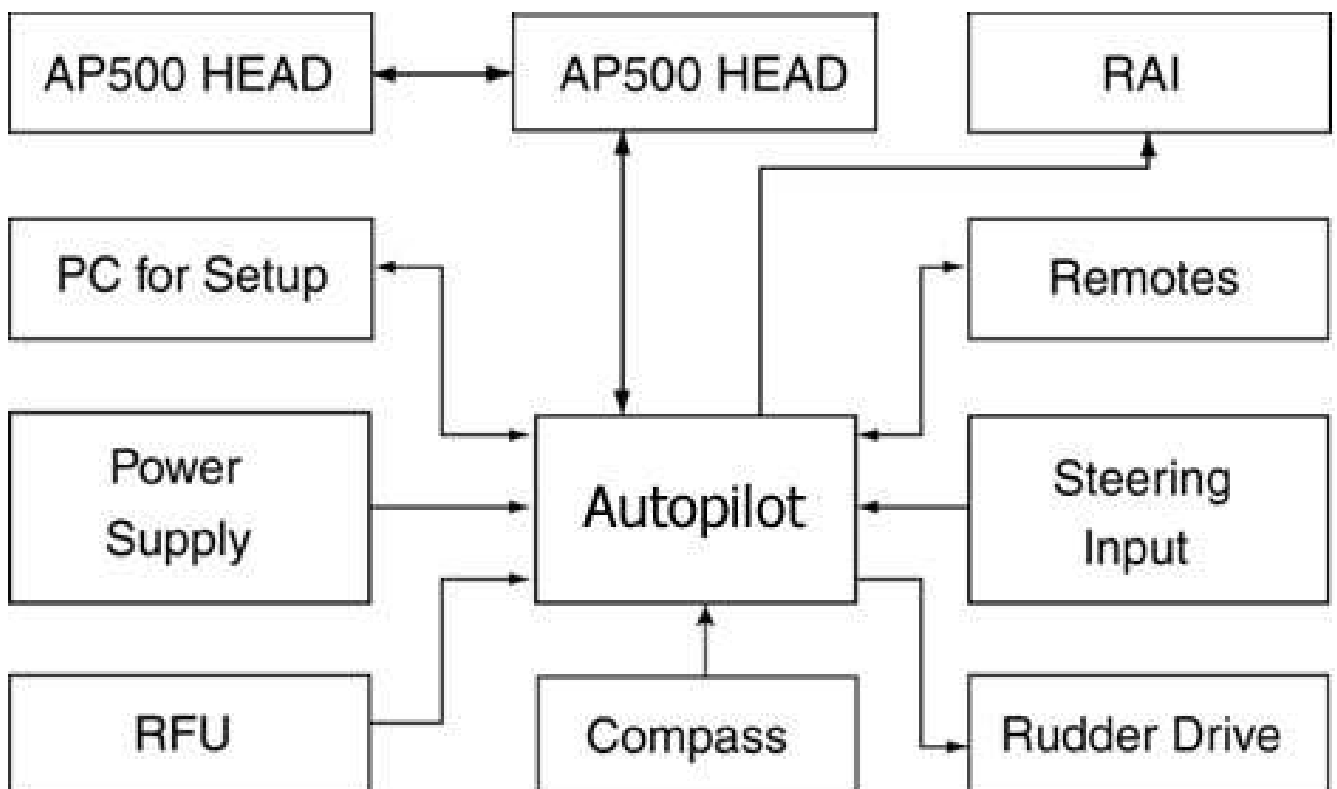 AP500 HEAD
AP500 HEAD
RAI
PC for Setup
Remotes
Power
Supply
Autopilot
Steering
Input
RFU
Compass
Rudder Drive